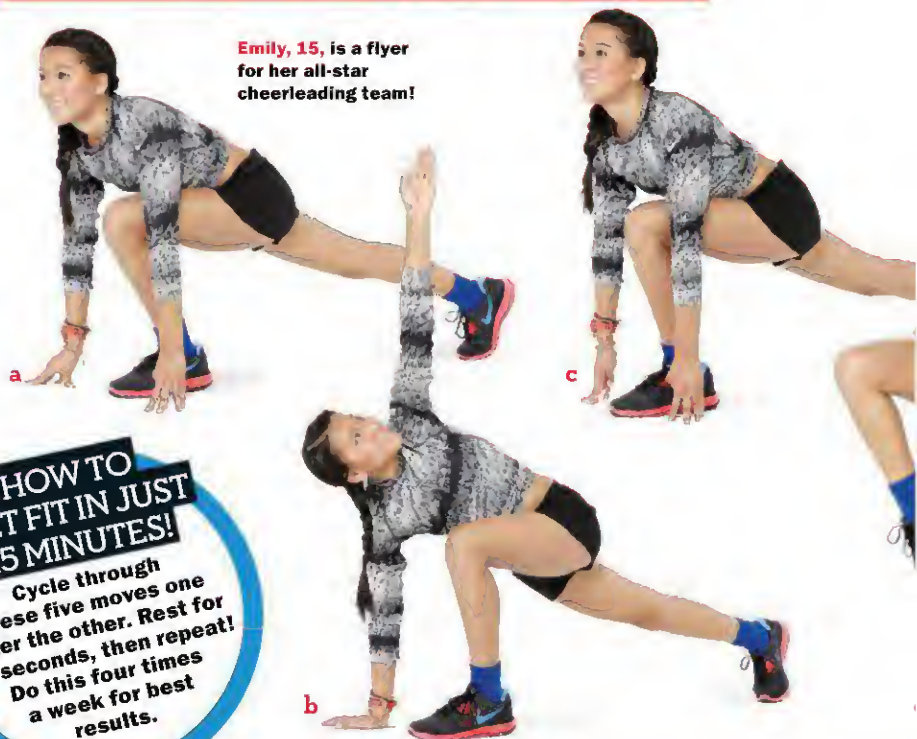 Emily, 15, is a flyer
for her all-star
cheerleading team!
a
c
b
HOW TO
T FIT IN JUST
5 MINUTES!
Cycle through
ese five moves one
er the other. Rest for
seconds, then repeat!
Do this four times
a week for best
results.